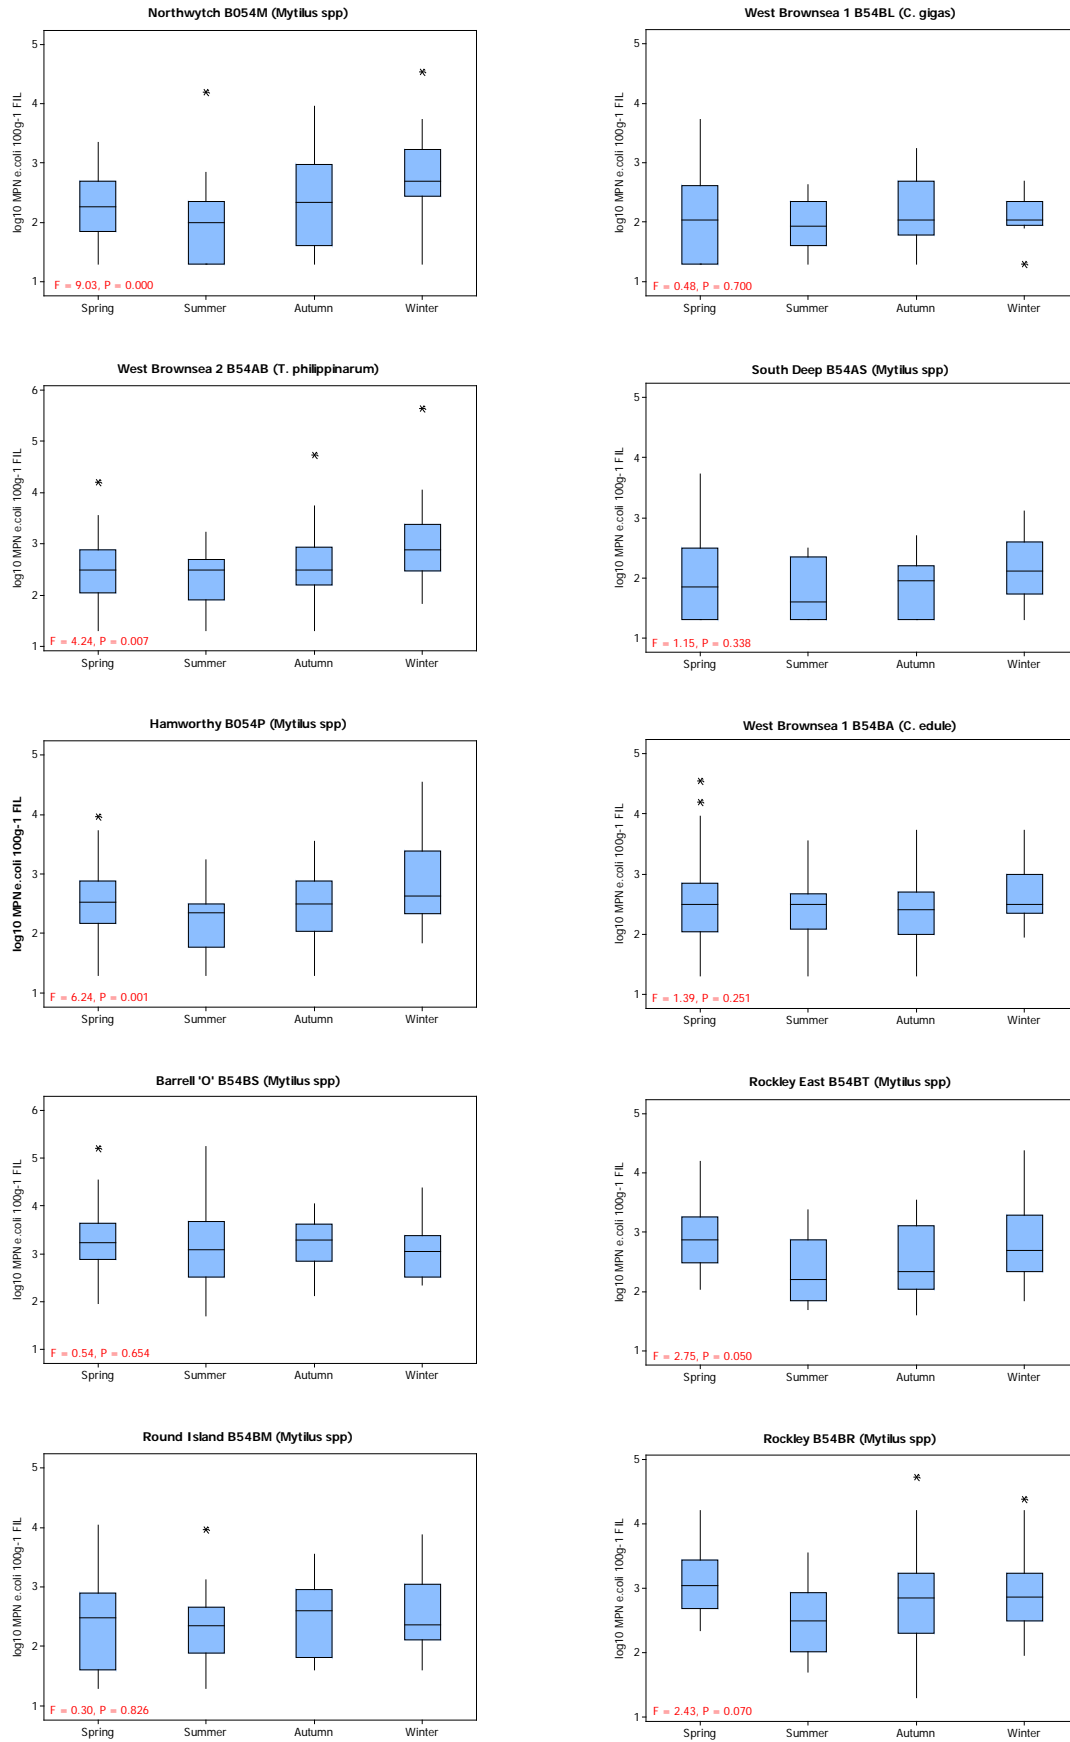 Northwytch B054M (Mytilus spp)
log10 MPN e.coli 100g-1 FIL
5
4
3
2
1
F = 9.03, P = 0.000
Spring Summer Autumn Winter
West Brownsea 1 B54BL (C. gigas)
log10 MPN e.coli 100g-1 FIL
5
4
3
2
1
F = 0.48, P = 0.700
Spring Summer Autumn Winter
West Brownsea 2 B54AB (T. philippinarum)
log10 MPN e.coli 100g-1 FIL
6
5
4
3
2
1
F = 4.24, P = 0.007
Spring Summer Autumn Winter
South Deep B54AS (Mytilus spp)
log10 MPN e.coli 100g-1 FIL
5
4
3
2
1
F = 1.15, P = 0.338
Spring Summer Autumn Winter
Hamworthy B054P (Mytilus spp)
log10 MPN e.coli 100g-1 FIL
5
4
3
2
1
F = 6.24, P = 0.001
Spring Summer Autumn Winter
West Brownsea 1 B54BA (C. edule)
log10 MPN e.coli 100g-1 FIL
5
4
3
2
1
F = 1.39, P = 0.251
Spring Summer Autumn Winter
Barrell 'O' B54BS (Mytilus spp)
log10 MPN e.coli 100g-1 FIL
6
5
4
3
2
1
F = 0.54, P = 0.654
Spring Summer Autumn Winter
Rockley East B54BT (Mytilus spp)
log10 MPN e.coli 100g-1 FIL
5
4
3
2
1
F = 2.75, P = 0.050
Spring Summer Autumn Winter
Round Island B54BM (Mytilus spp)
log10 MPN e.coli 100g-1 FIL
5
4
3
2
1
F = 0.30, P = 0.826
Spring Summer Autumn Winter
Rockley B54BR (Mytilus spp)
log10 MPN e.coli 100g-1 FIL
5
4
3
2
1
F = 2.43, P = 0.070
Spring Summer Autumn Winter